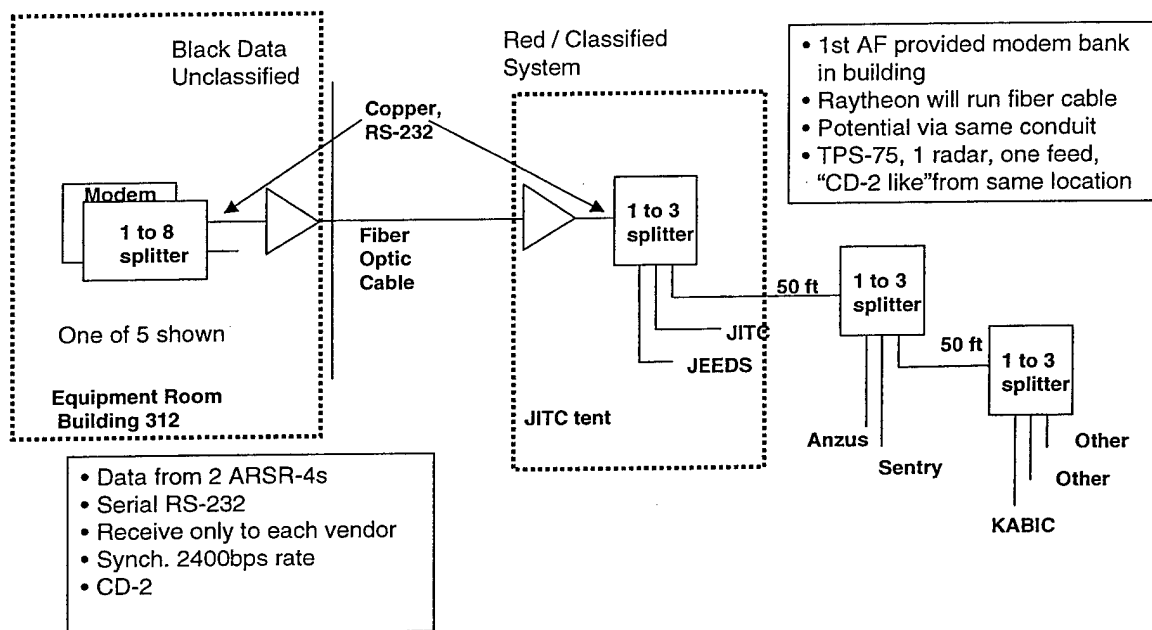 Black Data
Unclassified
Red / Classified
System
• 1st AF provided modem bank
in building
• Raytheon will run fiber cable
• Potential via same conduit
• TPS-75, 1 radar, one feed,
“CD-2 like”from same location
Copper,
RS-232
Modem
1 to 8
splitter
Fiber
Optic
Cable
1 to 3
splitter
50 ft
1 to 3
splitter
One of 5 shown
JITC
JEEDS
50 ft
1 to 3
splitter
Equipment Room
Building 312
JITC tent
Anzus
Sentry
Other
Other
KABIC
• Data from 2 ARSR-4s
• Serial RS-232
• Receive only to each vendor
• Synch. 2400bps rate
• CD-2